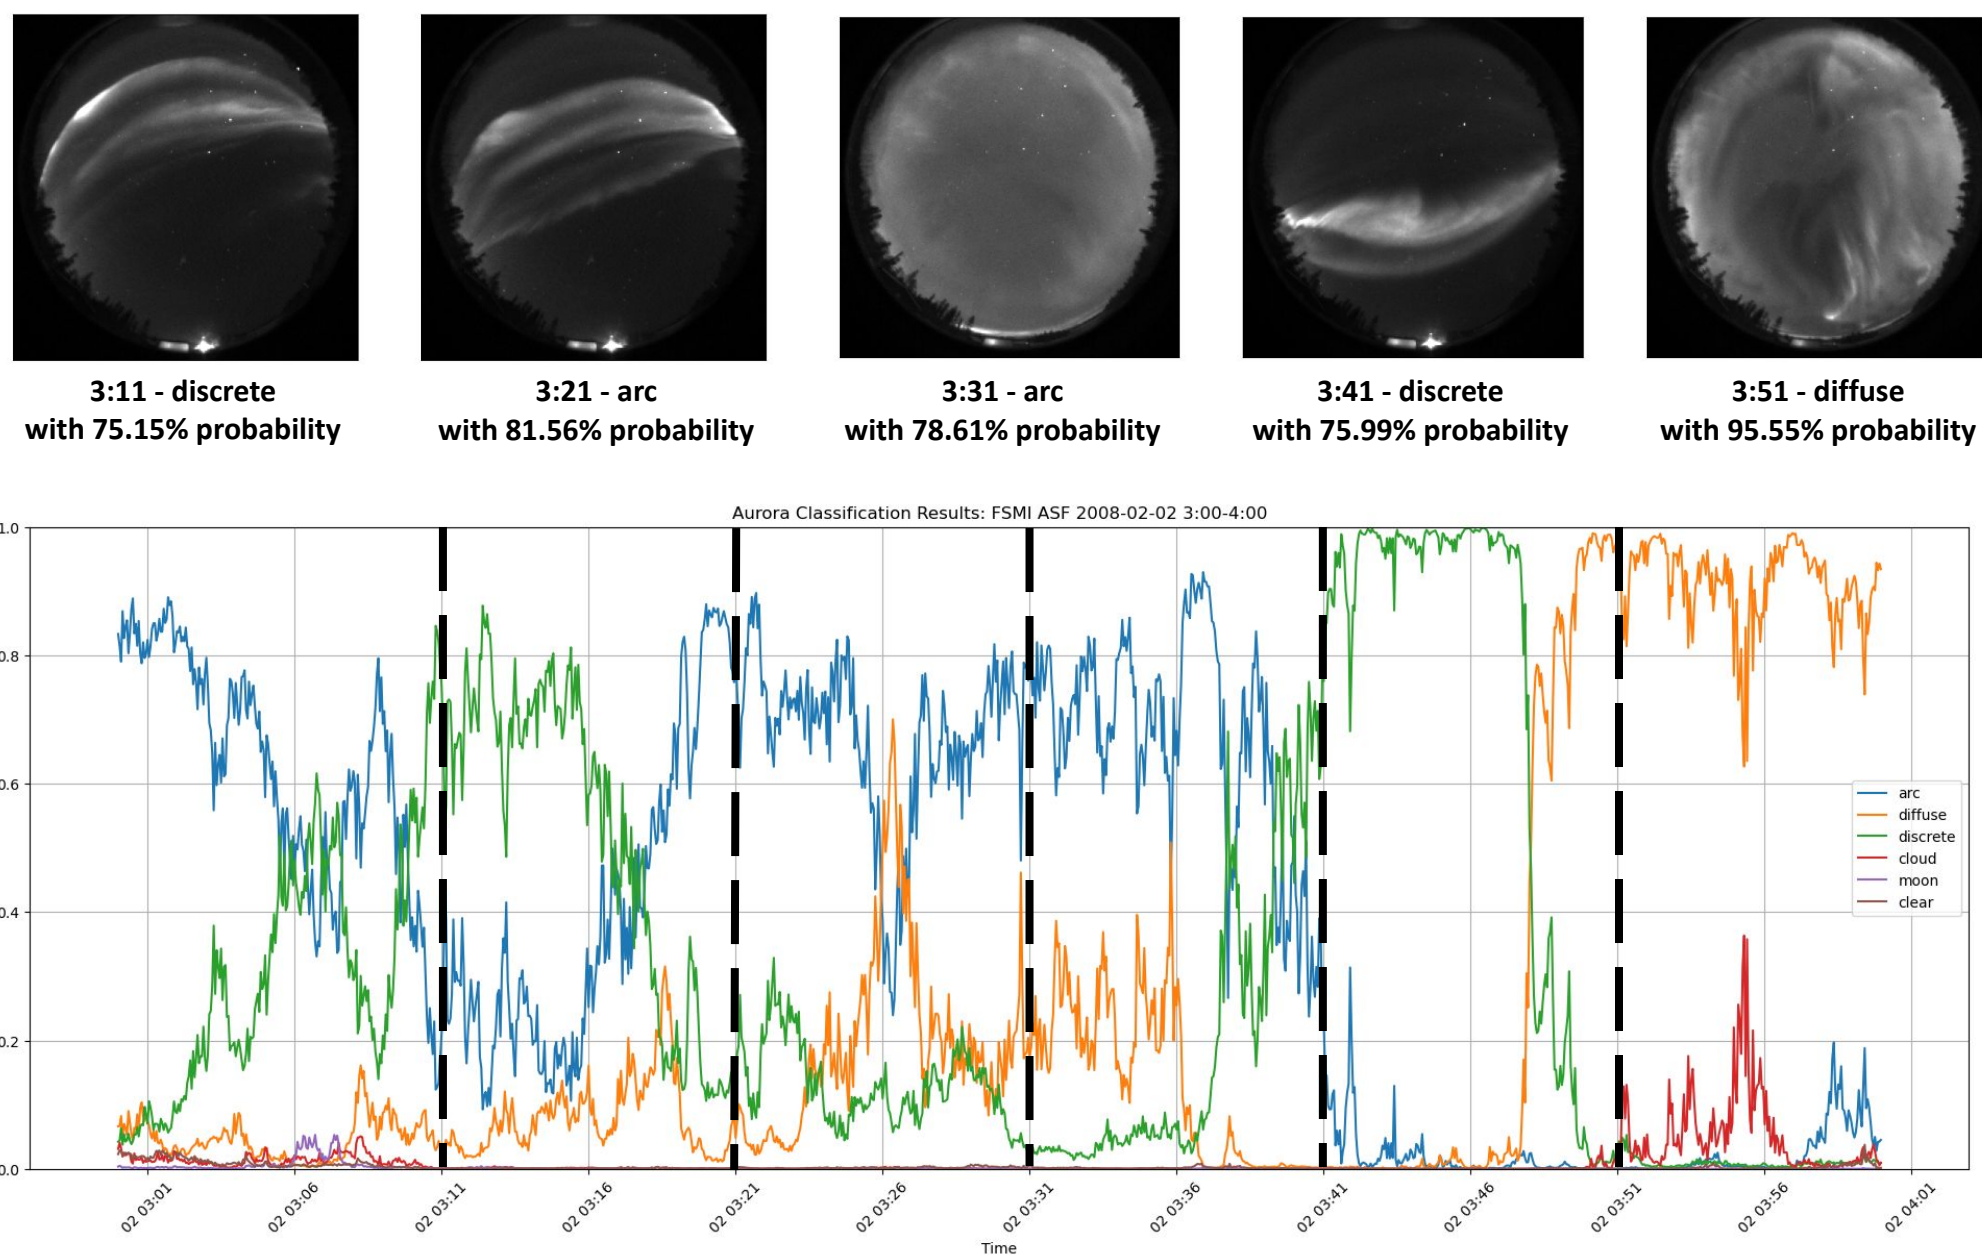 3:11 - discrete
with 75.15% probability
3:21 - arc
with 81.56% probability
3:31 - arc
with 78.61% probability
3:41 - discrete
with 75.99% probability
3:51 - diffuse
with 95.55% probability
Aurora Classification Results: FSMI ASF 2008-02-02 3:00-4:00
1.0
0.8
0.6
0.4
0.2
0.0
arc
diffuse
discrete
cloud
moon
clear
02 03:01
02 03:06
02 03:11
02 03:16
02 03:21
02 03:26
02 03:31
02 03:36
02 03:41
02 03:46
02 03:51
02 03:56
02 04:01
Time